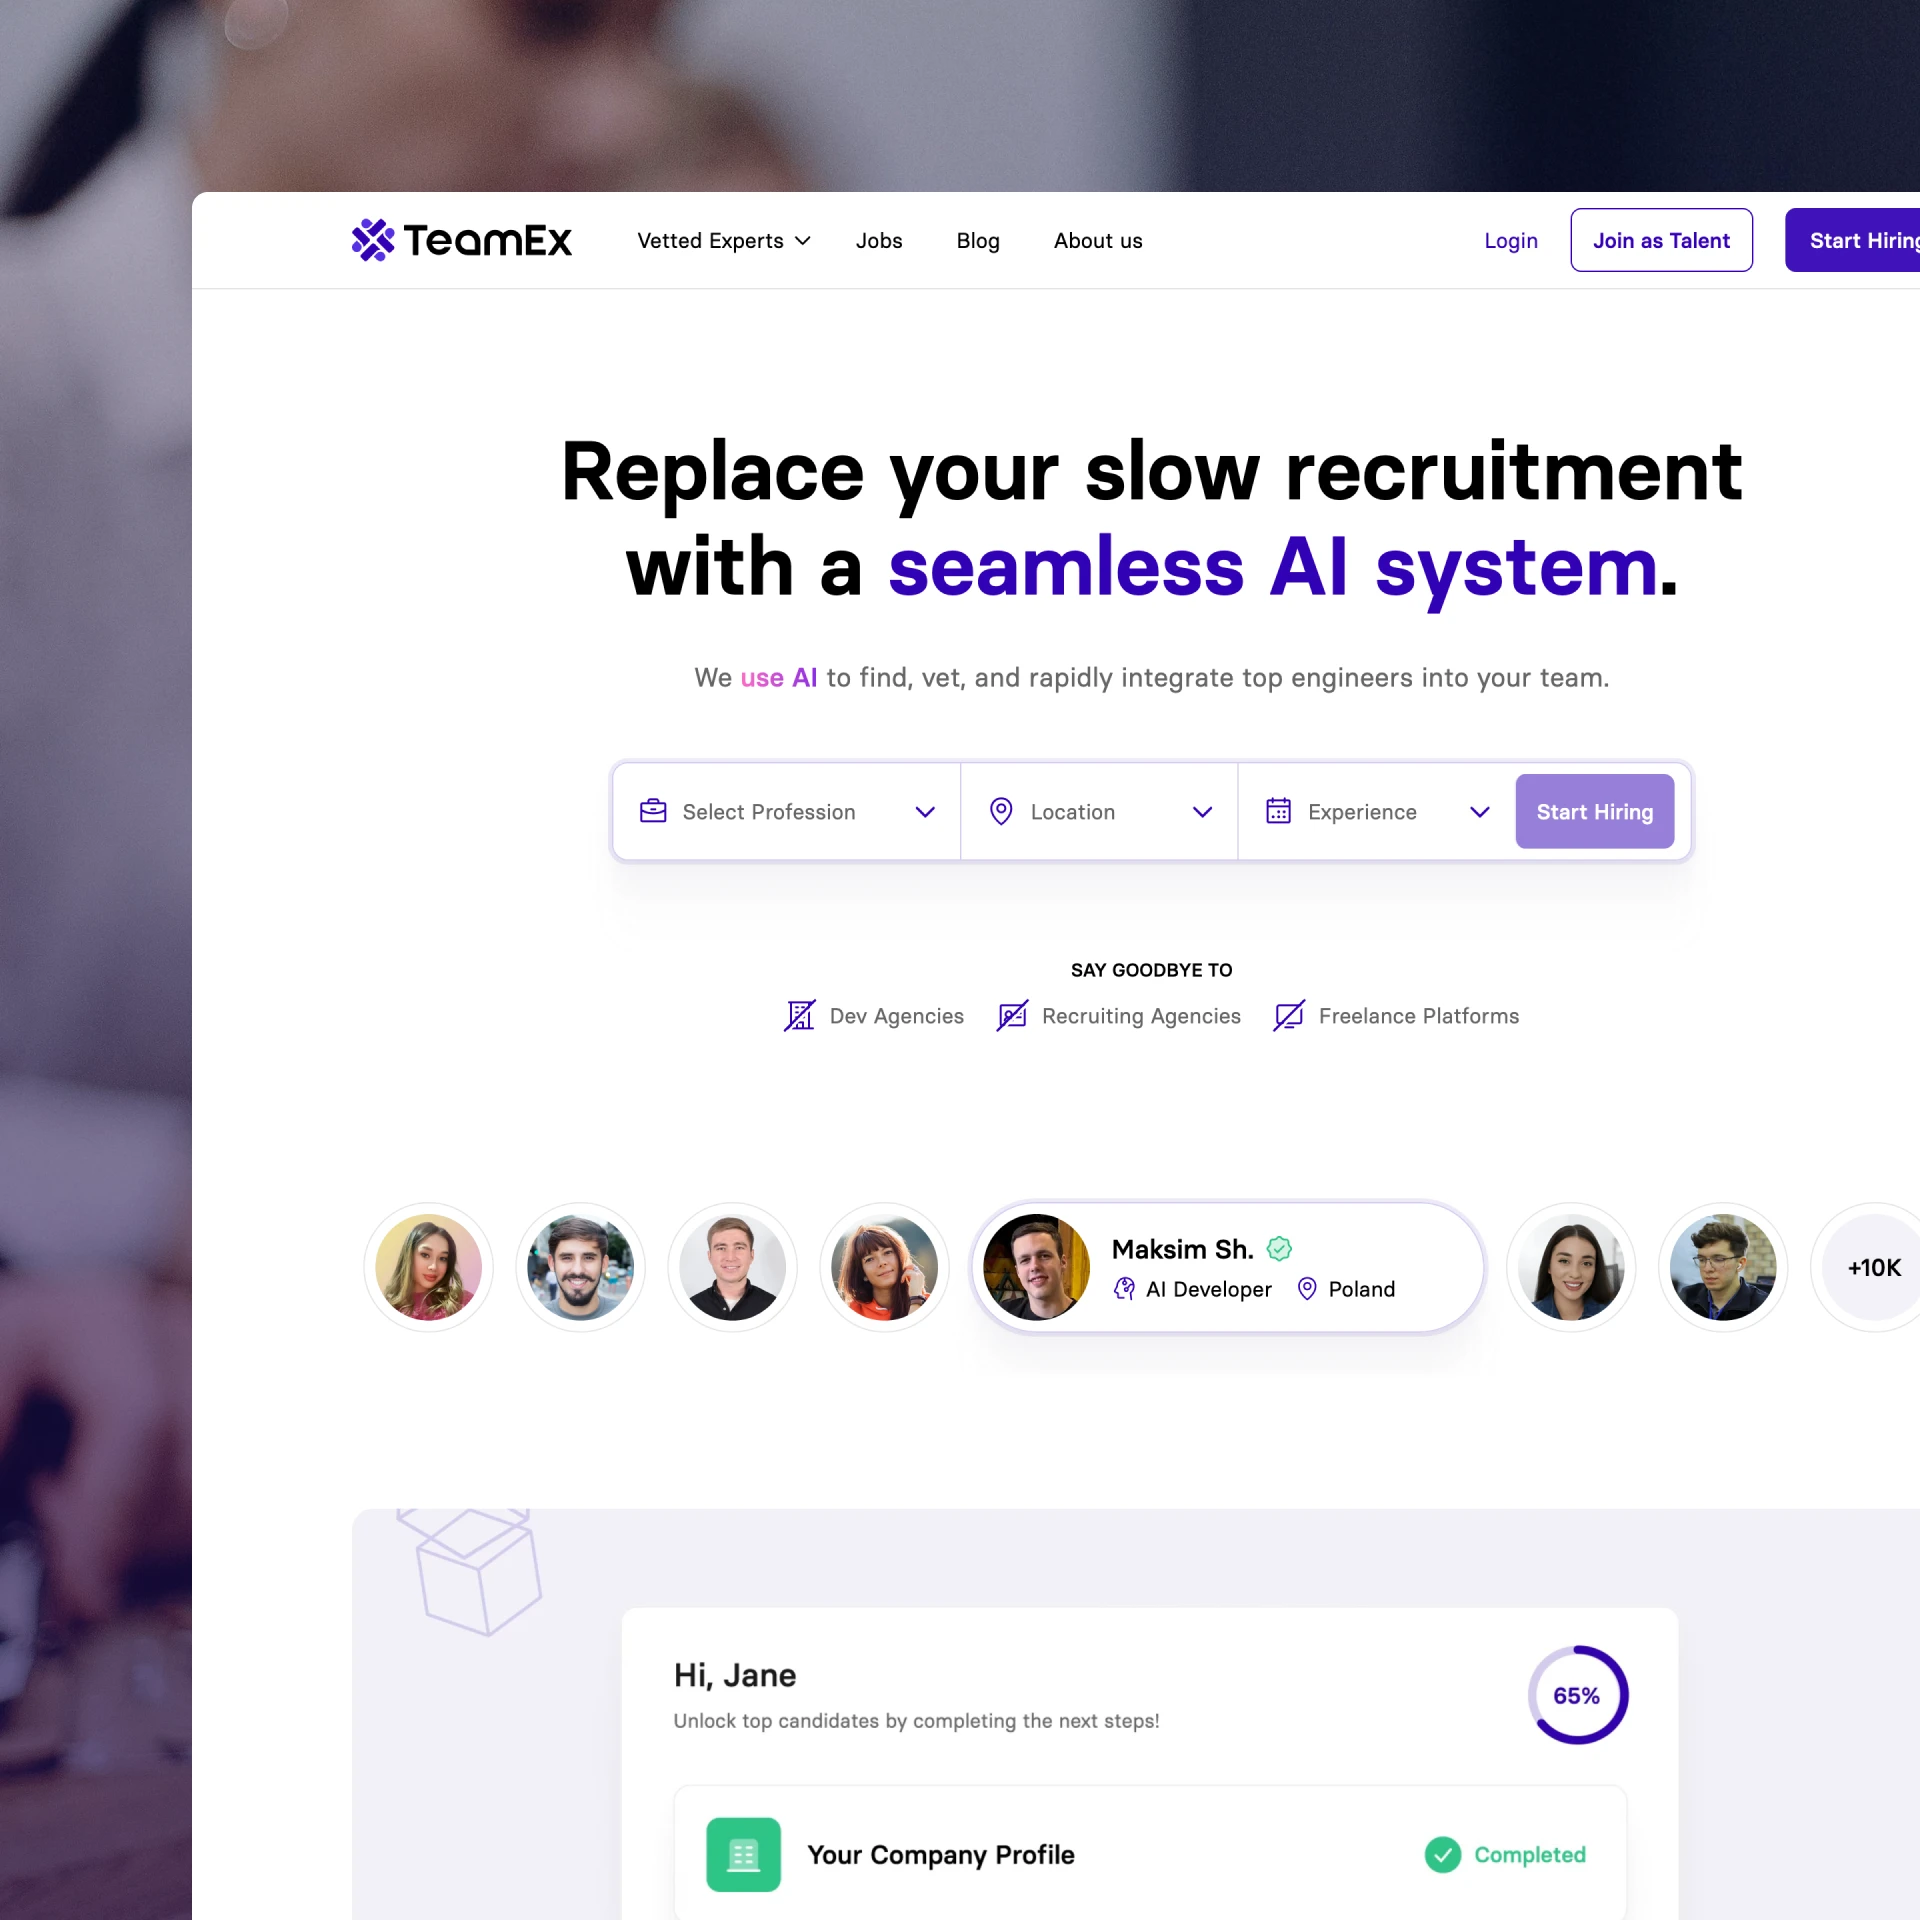 TeamEx
Vetted Experts
Jobs
Blog
About us
Login
Join as Talent
Start Hiring
Replace your slow recruitment
with a seamless AI system.
We use AI to find, vet, and rapidly integrate top engineers into your team.
Select Profession
Location
Experience
Start Hiring
SAY GOODBYE TO
Dev Agencies
Recruiting Agencies
Freelance Platforms
Maksim Sh.
AI Developer
Poland
+10K
Hi, Jane
Unlock top candidates by completing the next steps!
65%
Your Company Profile
Completed